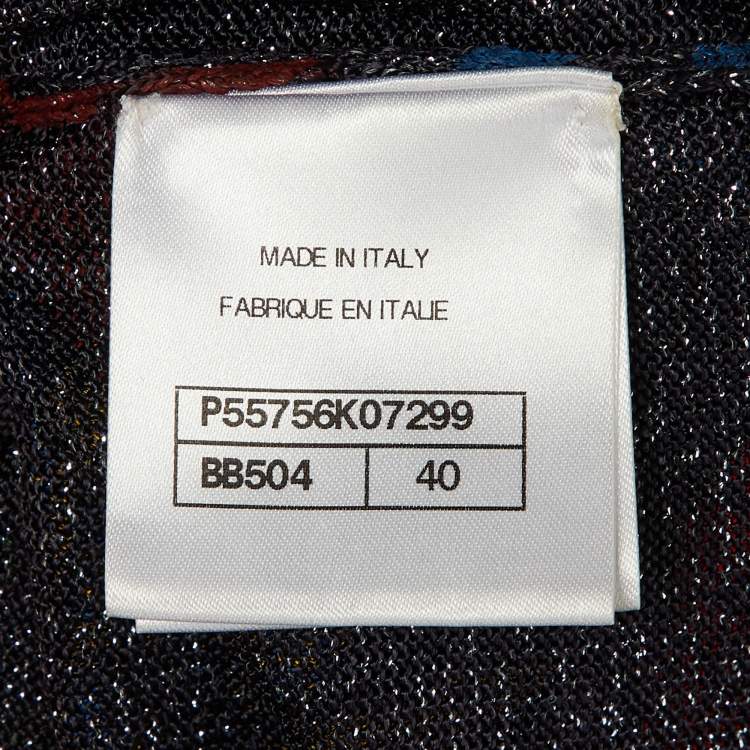 MADE IN ITALY
FABRIQUE EN ITALIE
P55756K07299
BB504 40